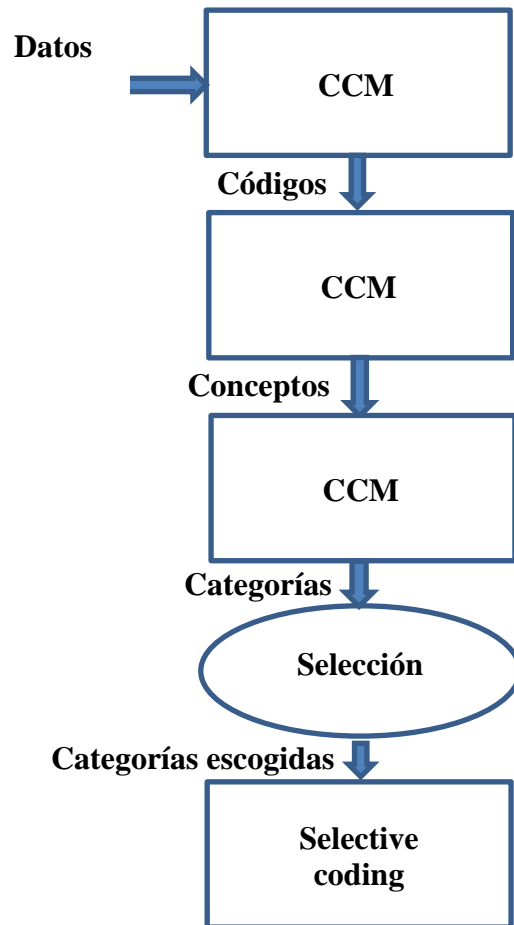 Datos
CCM
Códigos
CCM
Conceptos
CCM
Categorías
Selección
Categorías escogidas
Selective
coding